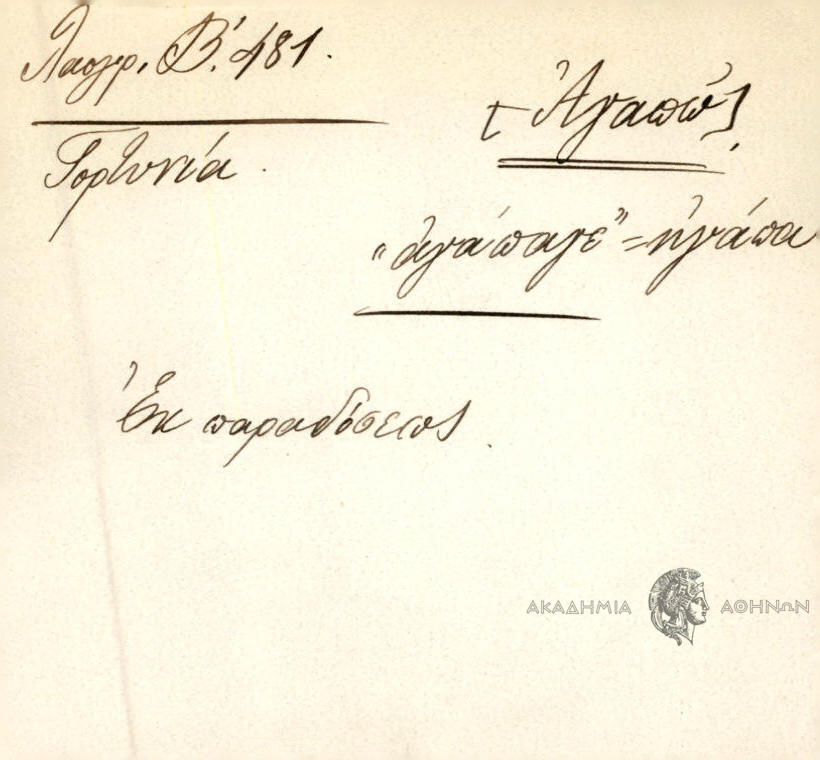 Λαογρ. Β'. 481.
[Ἀγαπῶ]
Γορτυνία.
"ἀγάπαγε" = ἠγάπα
Ἐκ παραδόσεως.
ΑΚΑΔΗΜΙΑ ΑΘΗΝΩΝ